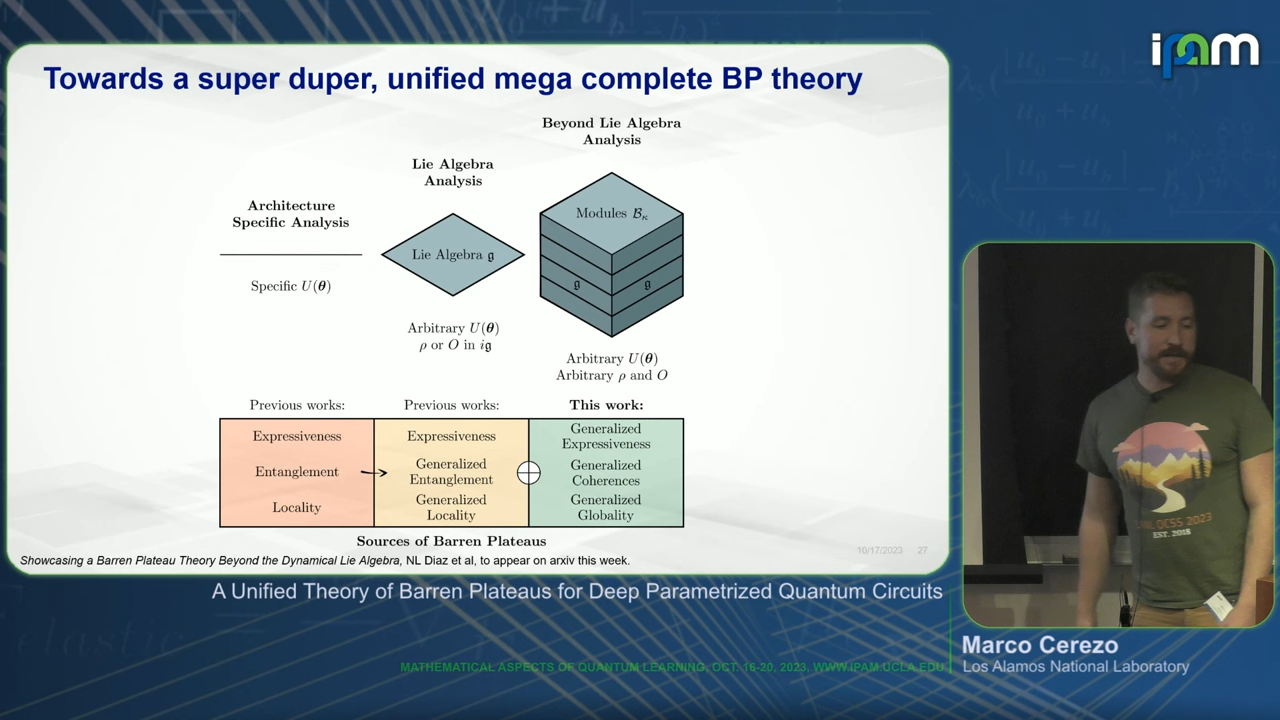 ipam
Towards a super duper, unified mega complete BP theory
Beyond Lie Algebra
Analysis
Lie Algebra
Analysis
Architecture
Specific Analysis
Modules 𝓑κ
Lie Algebra 𝔤
𝔤
𝔤
Specific U(θ)
Arbitrary U(θ)
ρ or O in i𝔤
Arbitrary U(θ)
Arbitrary ρ and O
Previous works:
Previous works:
This work:
Expressiveness
Expressiveness
Generalized
Expressiveness
Entanglement
Generalized
Entanglement
Generalized
Coherences
Locality
Generalized
Locality
Generalized
Globality
Sources of Barren Plateaus
10/17/2023 27
Showcasing a Barren Plateau Theory Beyond the Dynamical Lie Algebra, NL Diaz et al, to appear on arxiv this week.
QCSS 2023
EST. 2018
A Unified Theory of Barren Plateaus for Deep Parametrized Quantum Circuits
Marco Cerezo
Los Alamos National Laboratory
MATHEMATICAL ASPECTS OF QUANTUM LEARNING, OCT. 16-20, 2023, WWW.IPAM.UCLA.EDU